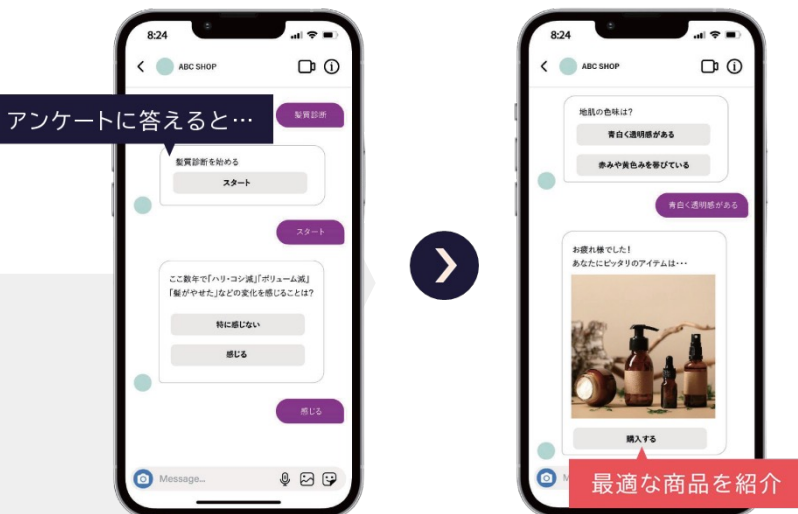 8:24
ABC SHOP
髪質診断
アンケートに答えると…
髪質診断を始める
スタート
スタート
ここ数年で「ハリ・コシ減」「ボリューム減」
「髪がやせた」などの変化を感じることは?
特に感じない
感じる
感じる
Message...
8:24
ABC SHOP
地肌の色味は?
青白く透明感がある
赤みや黄色みを帯びている
青白く透明感がある
お疲れ様でした!
あなたにピッタリのアイテムは・・・
購入する
最適な商品を紹介